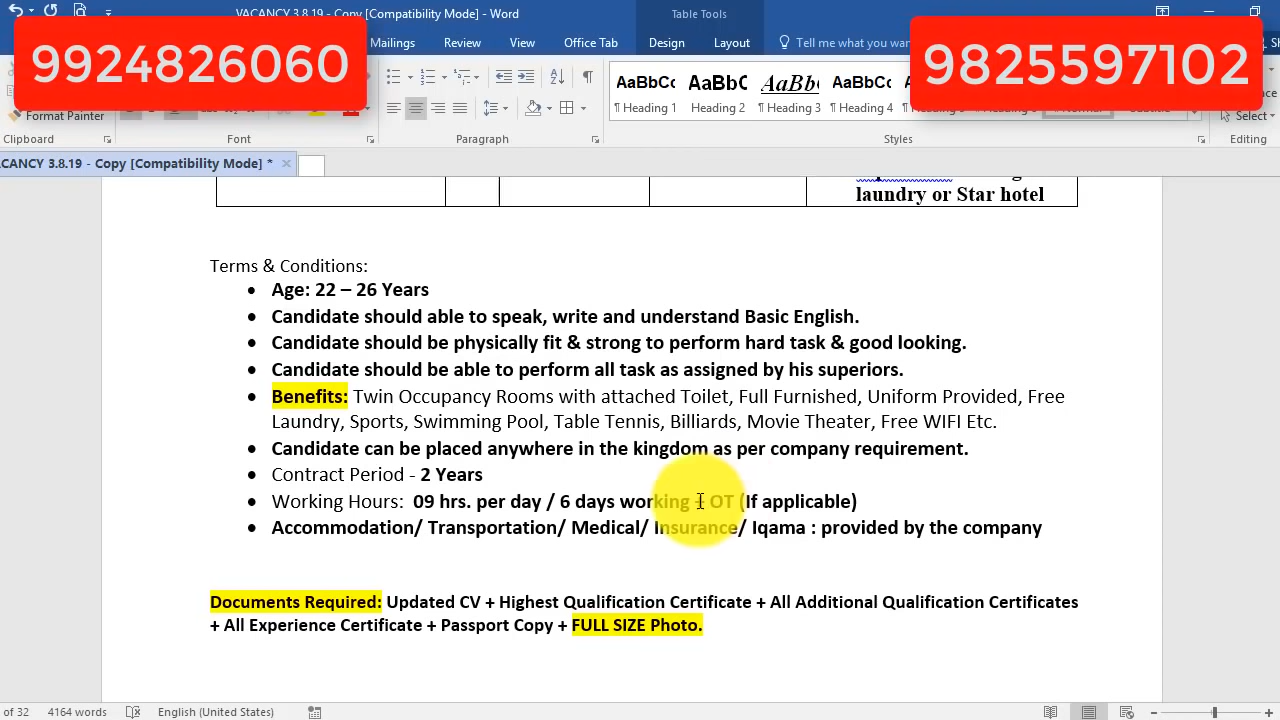 VACANCY 3.8.19 - Copy [Compatibility Mode] - Word
Table Tools
9924826060
9825597102
Mailings Review View Office Tab Design Layout Tell me what you want
AaBbCc AaBbC AaBbC AaBbCc
Format Painter
¶ Heading 1 Heading 2 ¶ Heading 3 ¶ Heading 4 Select
Clipboard Font Paragraph Styles Editing
CANCY 3.8.19 - Copy [Compatibility Mode] *
laundry or Star hotel
Terms & Conditions:
• Age: 22 – 26 Years
• Candidate should able to speak, write and understand Basic English.
• Candidate should be physically fit & strong to perform hard task & good looking.
• Candidate should be able to perform all task as assigned by his superiors.
• Benefits: Twin Occupancy Rooms with attached Toilet, Full Furnished, Uniform Provided, Free
Laundry, Sports, Swimming Pool, Table Tennis, Billiards, Movie Theater, Free WIFI Etc.
• Candidate can be placed anywhere in the kingdom as per company requirement.
• Contract Period - 2 Years
• Working Hours: 09 hrs. per day / 6 days working + OT (If applicable)
• Accommodation/ Transportation/ Medical/ Insurance/ Iqama : provided by the company
Documents Required: Updated CV + Highest Qualification Certificate + All Additional Qualification Certificates
+ All Experience Certificate + Passport Copy + FULL SIZE Photo.
of 32 4164 words English (United States)